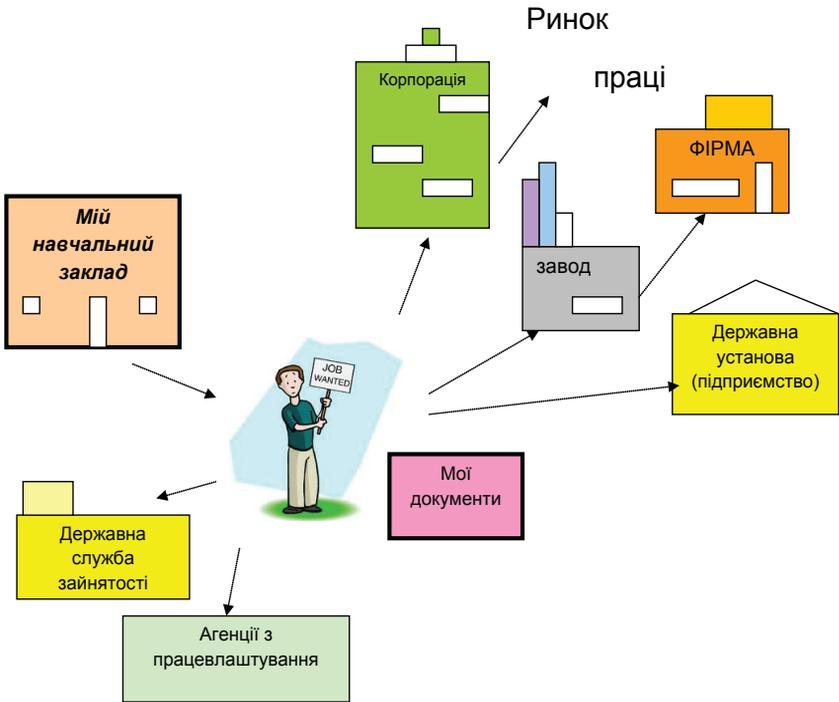 Ринок
праці
Корпорація
ФІРМА
завод
Мій
навчальний
заклад
Державна
установа
(підприємство)
JOB
WANTED
Мої
документи
Державна
служба
зайнятості
Агенції з
працевлаштування